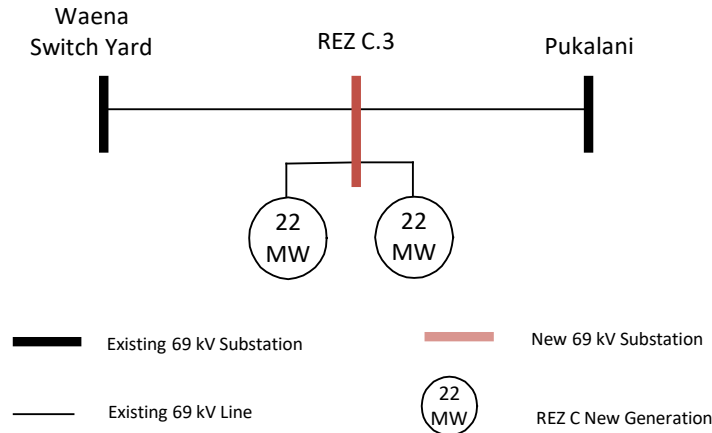 Waena
Switch Yard
REZ C.3
Pukalani
22
MW
22
MW
Existing 69 kV Substation
New 69 kV Substation
Existing 69 kV Line
22
MW
REZ C New Generation